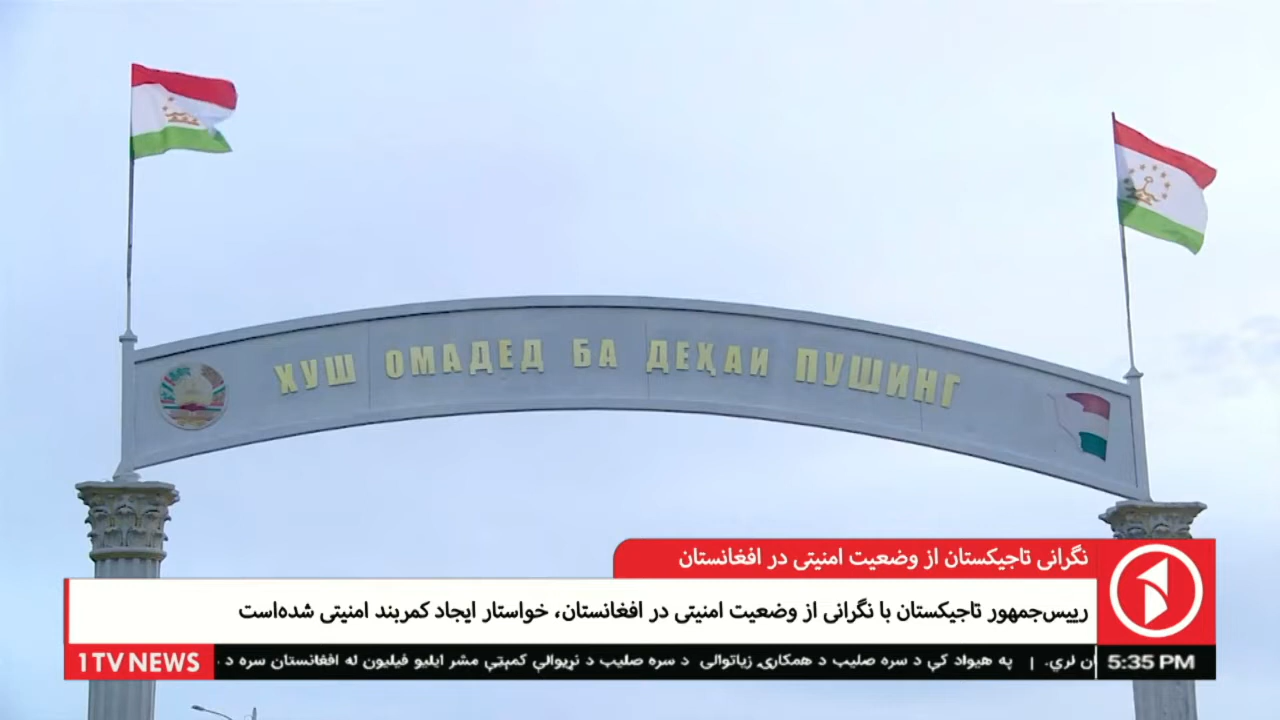 ХУШ ОМАДЕД БА ДЕҲАИ ПУШИНГ
نگرانی تاجیکستان از وضعیت امنیتی در افغانستان
رییس‌جمهور تاجیکستان با نگرانی از وضعیت امنیتی در افغانستان، خواستار ایجاد کمربند امنیتی شده‌است
1TV NEWS
ان لري. | په هیواد کې د سره صلیب د همکارۍ زیاتوالی د سره صلیب د نړیوالې کمېټې مشر ایلیو فیلیون له افغانستان سره د
5:35 PM